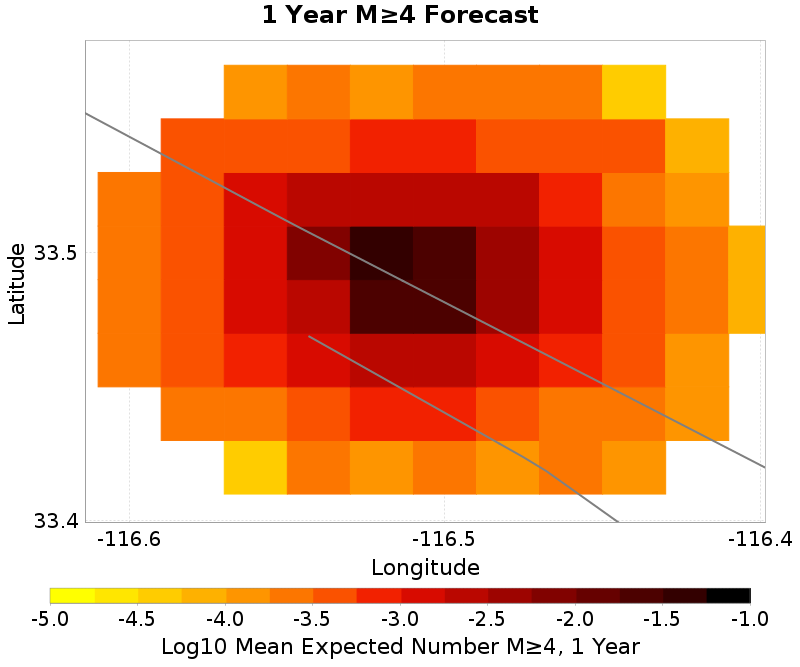 1 Year M≥4 Forecast
Latitude
33.5
33.4
-116.6 -116.5 -116.4
Longitude
-5.0 -4.5 -4.0 -3.5 -3.0 -2.5 -2.0 -1.5 -1.0
Log10 Mean Expected Number M≥4, 1 Year